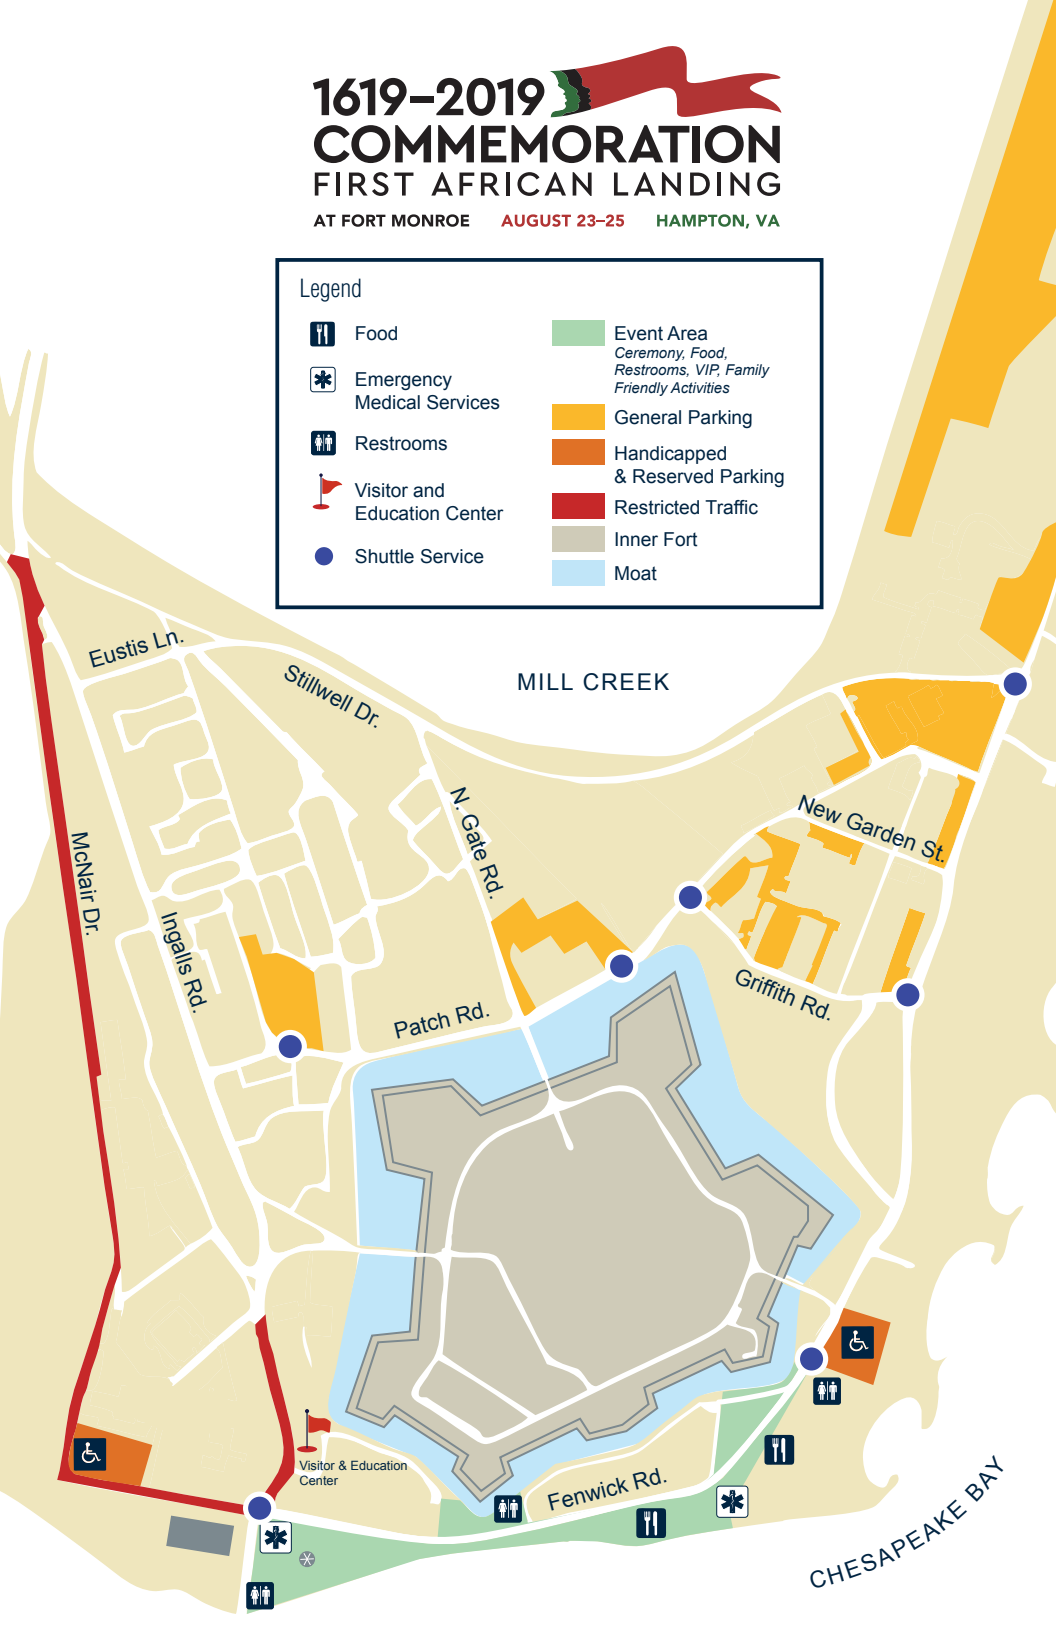 1619–2019
COMMEMORATION
FIRST AFRICAN LANDING
AT FORT MONROE AUGUST 23–25 HAMPTON, VA
Legend
Food
Emergency
Medical Services
Restrooms
Visitor and
Education Center
Shuttle Service
Event Area
Ceremony, Food,
Restrooms, VIP, Family
Friendly Activities
General Parking
Handicapped
& Reserved Parking
Restricted Traffic
Inner Fort
Moat
Eustis Ln.
Stillwell Dr.
MILL CREEK
N. Gate Rd.
New Garden St.
McNair Dr.
Ingalls Rd.
Patch Rd.
Griffith Rd.
Visitor & Education
Center
Fenwick Rd.
CHESAPEAKE BAY